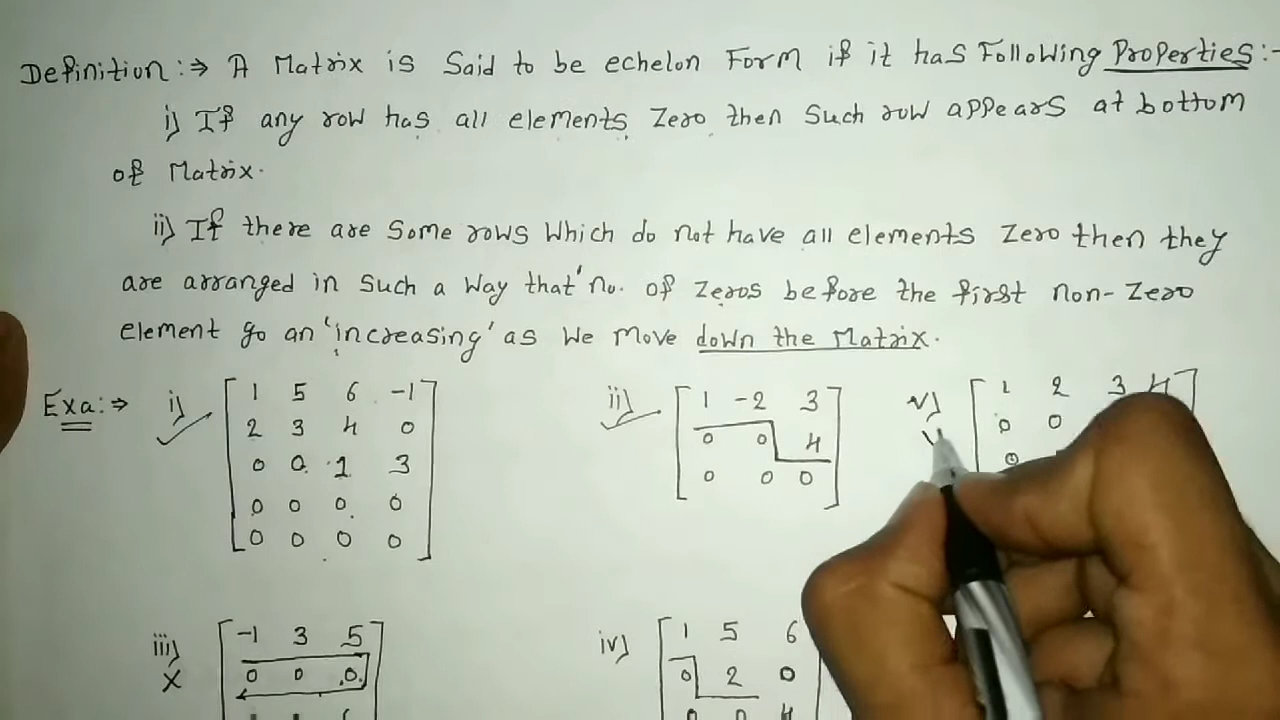 Definition :⇒ A Matrix is Said to be echelon Form if it has Following Properties :-
i) If any row has all elements Zero then Such row appears at bottom
of Matrix.
ii) If there are Some rows Which do not have all elements Zero then they
are arranged in Such a Way that no. of Zeros before the first non-Zero
element go on 'increasing' as We Move down the Matrix.
Exa :⇒ i)
1 5 6 -1
2 3 4 0
0 0 1 3
0 0 0 0
0 0 0 0
ii)
1 -2 3
0 0 4
0 0 0
v)
1 2 3 4
0 0
0
iii) X
-1 3 5
0 0 0
iv)
1 5 6
0 2 0
0 0 4